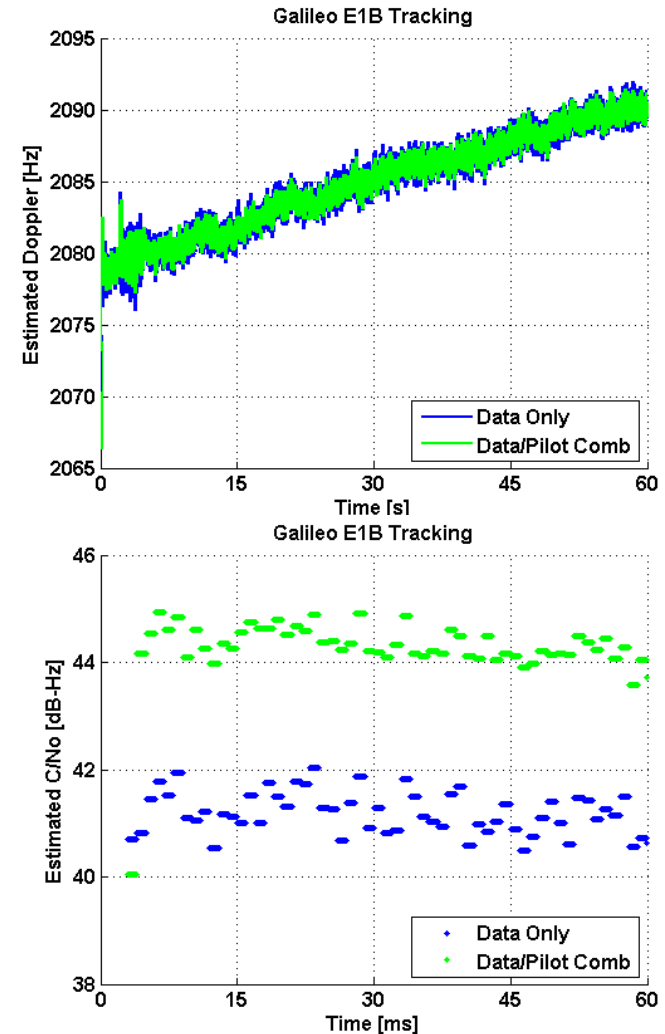 Galileo E1B Tracking
Estimated Doppler [Hz]
2095
2090
2085
2080
2075
2070
2065
0
15
30
45
60
Time [s]
Data Only
Data/Pilot Comb
Galileo E1B Tracking
Estimated C/No [dB-Hz]
46
44
42
40
38
0
15
30
45
60
Time [ms]
Data Only
Data/Pilot Comb